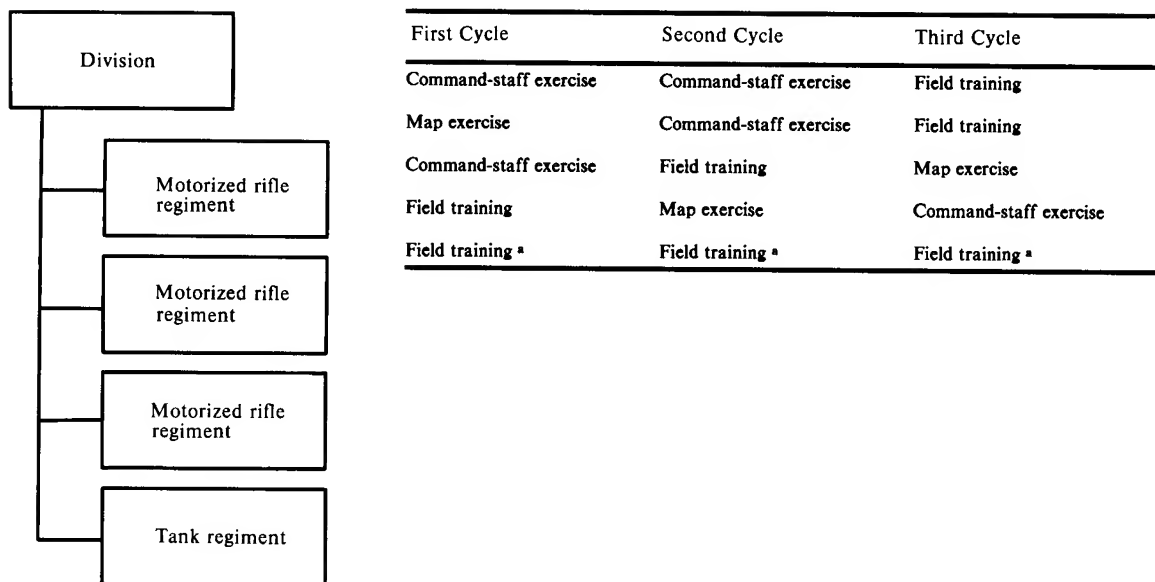 Division
Motorized rifle
regiment
Motorized rifle
regiment
Motorized rifle
regiment
Tank regiment
First Cycle Second Cycle Third Cycle
Command-staff exercise Command-staff exercise Field training
Map exercise Command-staff exercise Field training
Command-staff exercise Field training Map exercise
Field training Map exercise Command-staff exercise
Field training ª Field training ª Field training ª